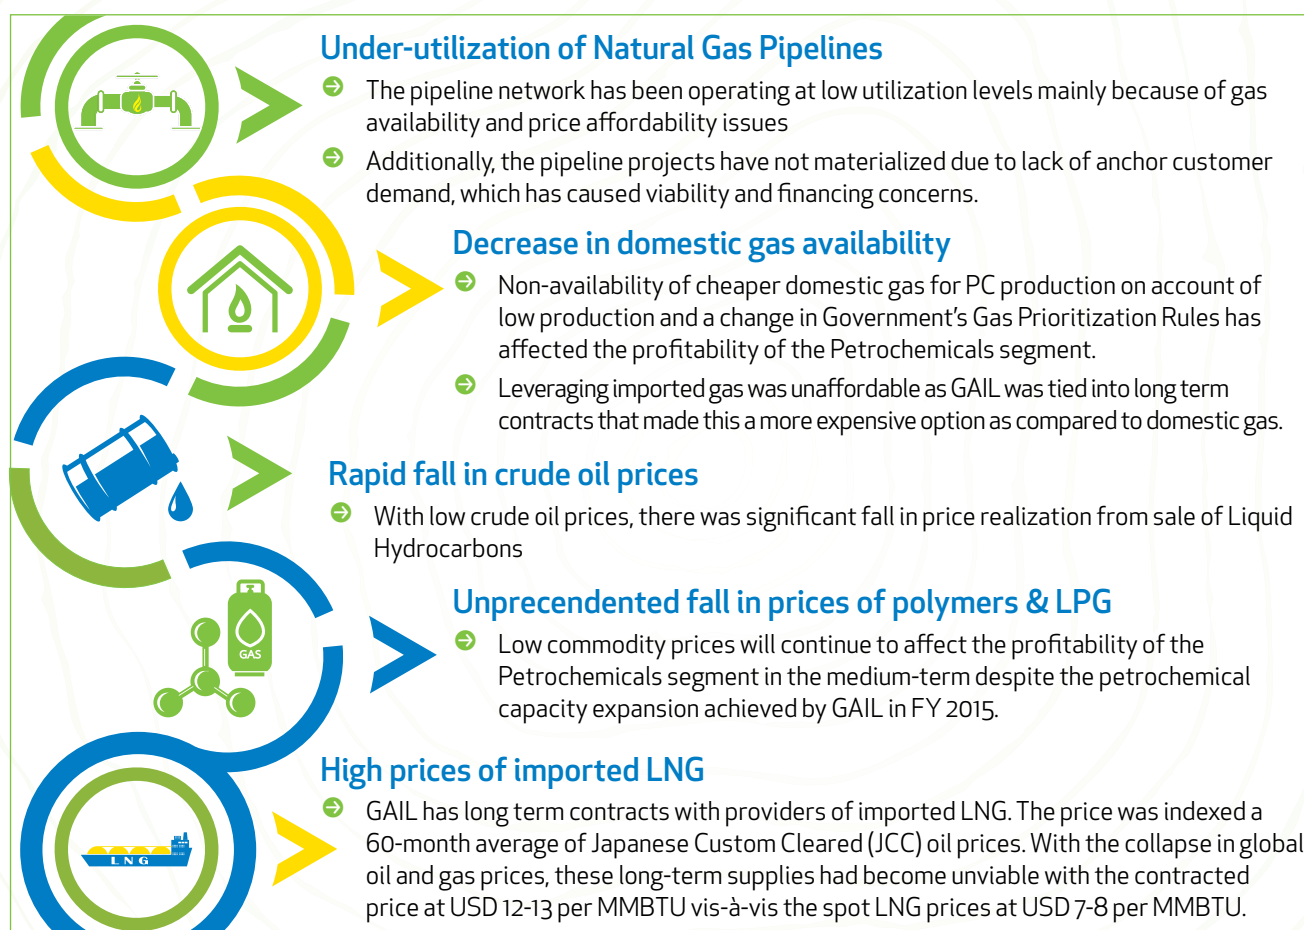 Under-utilization of Natural Gas Pipelines
The pipeline network has been operating at low utilization levels mainly because of gas
availability and price affordability issues
Additionally, the pipeline projects have not materialized due to lack of anchor customer
demand, which has caused viability and financing concerns.
Decrease in domestic gas availability
Non-availability of cheaper domestic gas for PC production on account of
low production and a change in Government's Gas Prioritization Rules has
affected the profitability of the Petrochemicals segment.
Leveraging imported gas was unaffordable as GAIL was tied into long term
contracts that made this a more expensive option as compared to domestic gas.
Rapid fall in crude oil prices
With low crude oil prices, there was significant fall in price realization from sale of Liquid
Hydrocarbons
GAS
Unprecendented fall in prices of polymers & LPG
Low commodity prices will continue to affect the profitability of the
Petrochemicals segment in the medium-term despite the petrochemical
capacity expansion achieved by GAIL in FY 2015.
High prices of imported LNG
LNG
GAIL has long term contracts with providers of imported LNG. The price was indexed a
60-month average of Japanese Custom Cleared (JCC) oil prices. With the collapse in global
oil and gas prices, these long-term supplies had become unviable with the contracted
price at USD 12-13 per MMBTU vis-à-vis the spot LNG prices at USD 7-8 per MMBTU.